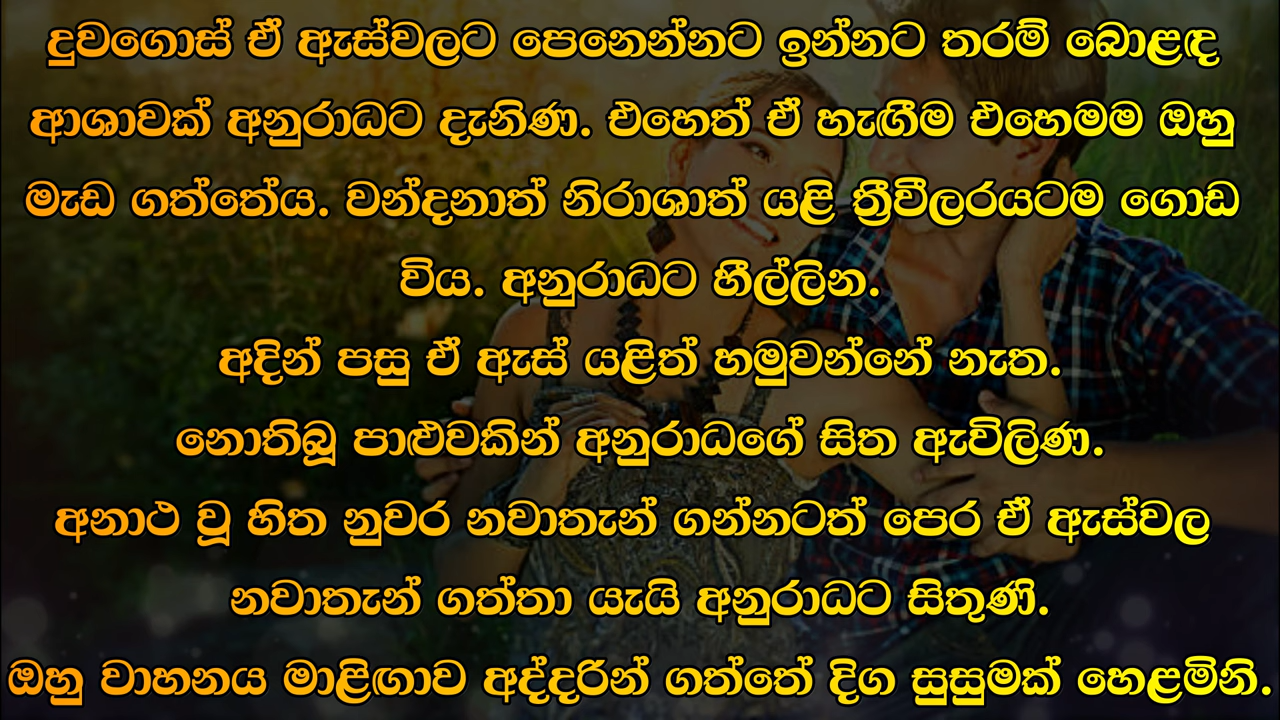 දුවගොස් ඒ ඇස්වලට පෙනෙන්නට ඉන්නට තරම් බොළඳ
ආශාවක් අනුරාධට දැනිණ. එහෙත් ඒ හැඟීම එහෙමම ඔහු
මැඩ ගත්තේය. වන්දනාත් නිරාශාත් යළි ත්‍රීවීලරයටම ගොඩ
විය. අනුරාධට හීල්ලින.
අදින් පසු ඒ ඇස් යළිත් හමුවන්නේ නැත.
නොතිබූ පාළුවකින් අනුරාධගේ සිත ඇවිලිණ.
අනාථ වූ හිත නුවර නවාතැන් ගන්නටත් පෙර ඒ ඇස්වල
නවාතැන් ගත්තා යැයි අනුරාධට සිතුණි.
ඔහු වාහනය මාළිගාව අද්දරින් ගත්තේ දිග සුසුමක් හෙළමිනි.